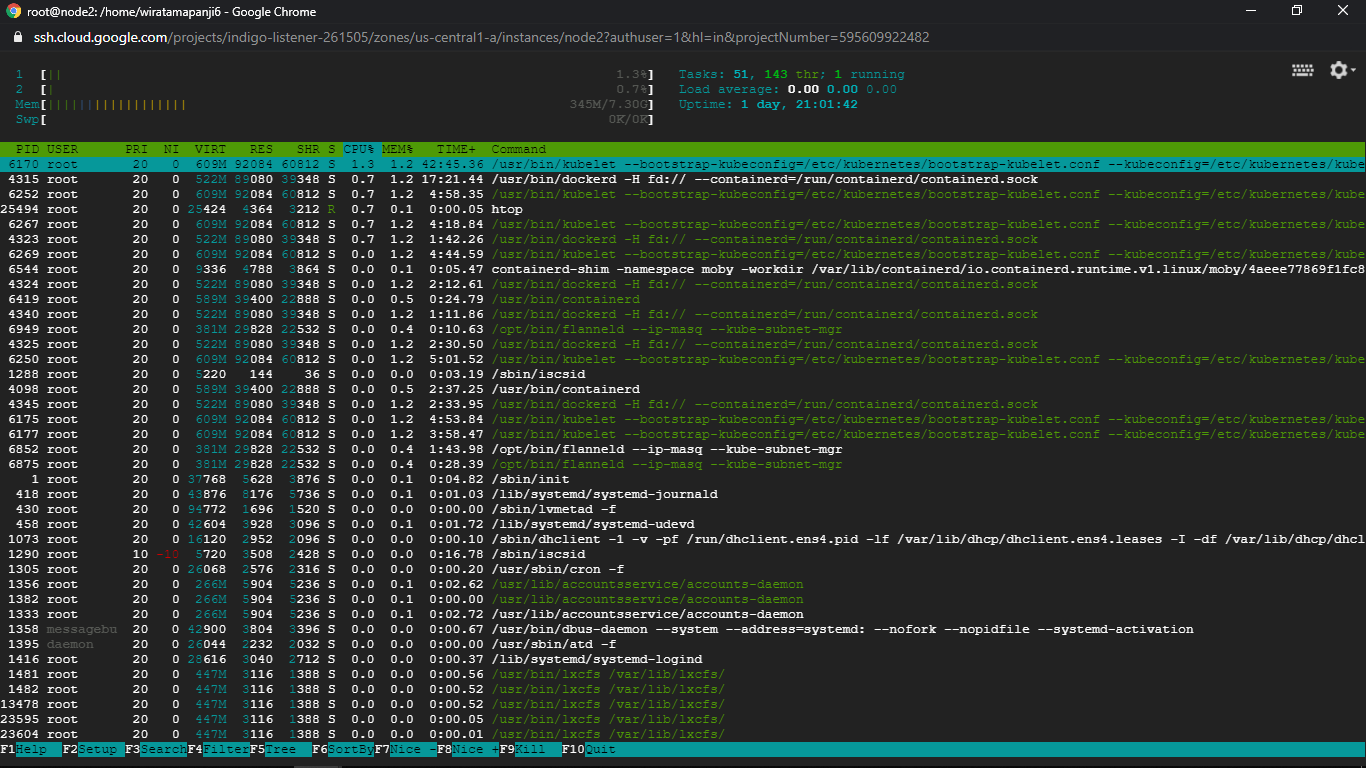 root@node2: /home/wiratamapanji6 - Google Chrome
ssh.cloud.google.com/projects/indigo-listener-261505/zones/us-central1-a/instances/node2?authuser=1&hl=in&projectNumber=595609922482
1 [|| 1.3%] Tasks: 51, 143 thr; 1 running
2 [| 0.7%] Load average: 0.00 0.00 0.00
Mem[|||||||||||||||||| 345M/7.30G] Uptime: 1 day, 21:01:42
Swp[ 0K/0K]
PID USER PRI NI VIRT RES SHR S CPU% MEM% TIME+ Command
6170 root 20 0 609M 92084 60812 S 1.3 1.2 42:45.36 /usr/bin/kubelet --bootstrap-kubeconfig=/etc/kubernetes/bootstrap-kubelet.conf --kubeconfig=/etc/kubernetes/kube
4315 root 20 0 522M 89080 39348 S 0.7 1.2 17:21.44 /usr/bin/dockerd -H fd:// --containerd=/run/containerd/containerd.sock
6252 root 20 0 609M 92084 60812 S 0.7 1.2 4:58.35 /usr/bin/kubelet --bootstrap-kubeconfig=/etc/kubernetes/bootstrap-kubelet.conf --kubeconfig=/etc/kubernetes/kube
25494 root 20 0 25424 4364 3212 R 0.7 0.1 0:00.05 htop
6267 root 20 0 609M 92084 60812 S 0.7 1.2 4:18.84 /usr/bin/kubelet --bootstrap-kubeconfig=/etc/kubernetes/bootstrap-kubelet.conf --kubeconfig=/etc/kubernetes/kube
4323 root 20 0 522M 89080 39348 S 0.7 1.2 1:42.26 /usr/bin/dockerd -H fd:// --containerd=/run/containerd/containerd.sock
6269 root 20 0 609M 92084 60812 S 0.0 1.2 4:44.59 /usr/bin/kubelet --bootstrap-kubeconfig=/etc/kubernetes/bootstrap-kubelet.conf --kubeconfig=/etc/kubernetes/kube
6544 root 20 0 9336 4788 3864 S 0.0 0.1 0:05.47 containerd-shim -namespace moby -workdir /var/lib/containerd/io.containerd.runtime.v1.linux/moby/4aeee77869f1fc8
4324 root 20 0 522M 89080 39348 S 0.0 1.2 2:12.61 /usr/bin/dockerd -H fd:// --containerd=/run/containerd/containerd.sock
6419 root 20 0 589M 39400 22888 S 0.0 0.5 0:24.79 /usr/bin/containerd
4340 root 20 0 522M 89080 39348 S 0.0 1.2 1:11.86 /usr/bin/dockerd -H fd:// --containerd=/run/containerd/containerd.sock
6949 root 20 0 381M 29828 22532 S 0.0 0.4 0:10.63 /opt/bin/flanneld --ip-masq --kube-subnet-mgr
4325 root 20 0 522M 89080 39348 S 0.0 1.2 2:30.50 /usr/bin/dockerd -H fd:// --containerd=/run/containerd/containerd.sock
6250 root 20 0 609M 92084 60812 S 0.0 1.2 5:01.52 /usr/bin/kubelet --bootstrap-kubeconfig=/etc/kubernetes/bootstrap-kubelet.conf --kubeconfig=/etc/kubernetes/kube
1288 root 20 0 5220 144 36 S 0.0 0.0 0:03.19 /sbin/iscsid
4098 root 20 0 589M 39400 22888 S 0.0 0.5 2:37.25 /usr/bin/containerd
4345 root 20 0 522M 89080 39348 S 0.0 1.2 2:33.95 /usr/bin/dockerd -H fd:// --containerd=/run/containerd/containerd.sock
6175 root 20 0 609M 92084 60812 S 0.0 1.2 4:53.84 /usr/bin/kubelet --bootstrap-kubeconfig=/etc/kubernetes/bootstrap-kubelet.conf --kubeconfig=/etc/kubernetes/kube
6177 root 20 0 609M 92084 60812 S 0.0 1.2 3:58.47 /usr/bin/kubelet --bootstrap-kubeconfig=/etc/kubernetes/bootstrap-kubelet.conf --kubeconfig=/etc/kubernetes/kube
6852 root 20 0 381M 29828 22532 S 0.0 0.4 1:43.98 /opt/bin/flanneld --ip-masq --kube-subnet-mgr
6875 root 20 0 381M 29828 22532 S 0.0 0.4 0:28.39 /opt/bin/flanneld --ip-masq --kube-subnet-mgr
1 root 20 0 37768 5628 3876 S 0.0 0.1 0:04.82 /sbin/init
418 root 20 0 43876 8176 5736 S 0.0 0.1 0:01.03 /lib/systemd/systemd-journald
430 root 20 0 94772 1696 1520 S 0.0 0.0 0:00.00 /sbin/lvmetad -f
458 root 20 0 42604 3928 3096 S 0.0 0.1 0:01.72 /lib/systemd/systemd-udevd
1073 root 20 0 16120 2952 2096 S 0.0 0.0 0:00.10 /sbin/dhclient -1 -v -pf /run/dhclient.ens4.pid -lf /var/lib/dhcp/dhclient.ens4.leases -I -df /var/lib/dhcp/dhcl
1290 root 10 -10 5720 3508 2428 S 0.0 0.0 0:16.78 /sbin/iscsid
1305 root 20 0 26068 2576 2316 S 0.0 0.0 0:00.20 /usr/sbin/cron -f
1356 root 20 0 266M 5904 5236 S 0.0 0.1 0:02.62 /usr/lib/accountsservice/accounts-daemon
1382 root 20 0 266M 5904 5236 S 0.0 0.1 0:00.00 /usr/lib/accountsservice/accounts-daemon
1333 root 20 0 266M 5904 5236 S 0.0 0.1 0:02.72 /usr/lib/accountsservice/accounts-daemon
1358 messagebu 20 0 42900 3804 3396 S 0.0 0.0 0:00.67 /usr/bin/dbus-daemon --system --address=systemd: --nofork --nopidfile --systemd-activation
1395 daemon 20 0 26044 2232 2032 S 0.0 0.0 0:00.00 /usr/sbin/atd -f
1416 root 20 0 28616 3040 2712 S 0.0 0.0 0:00.37 /lib/systemd/systemd-logind
1481 root 20 0 447M 3116 1388 S 0.0 0.0 0:00.56 /usr/bin/lxcfs /var/lib/lxcfs/
1482 root 20 0 447M 3116 1388 S 0.0 0.0 0:00.52 /usr/bin/lxcfs /var/lib/lxcfs/
13478 root 20 0 447M 3116 1388 S 0.0 0.0 0:00.52 /usr/bin/lxcfs /var/lib/lxcfs/
23595 root 20 0 447M 3116 1388 S 0.0 0.0 0:00.05 /usr/bin/lxcfs /var/lib/lxcfs/
23604 root 20 0 447M 3116 1388 S 0.0 0.0 0:00.01 /usr/bin/lxcfs /var/lib/lxcfs/
F1Help F2Setup F3SearchF4FilterF5Tree F6SortByF7Nice -F8Nice +F9Kill F10Quit